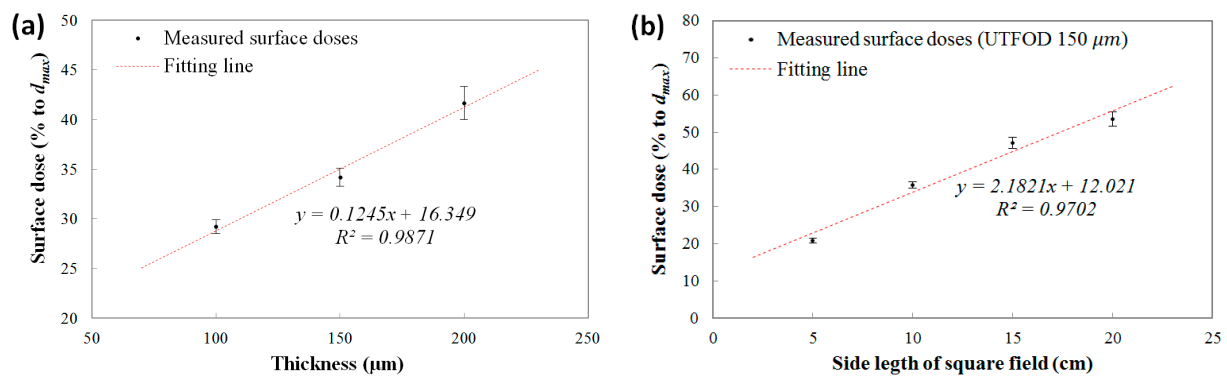 (a)
Measured surface doses
Fitting line
Surface dose (% to dmax)
50
45
40
35
30
25
20
y = 0.1245x + 16.349
R² = 0.9871
50
100
150
200
250
Thickness (μm)
(b)
Measured surface doses (UTFOD 150 μm)
Fitting line
Surface dose (% to dmax)
80
70
60
50
40
30
20
10
0
y = 2.1821x + 12.021
R² = 0.9702
0
5
10
15
20
25
Side legth of square field (cm)